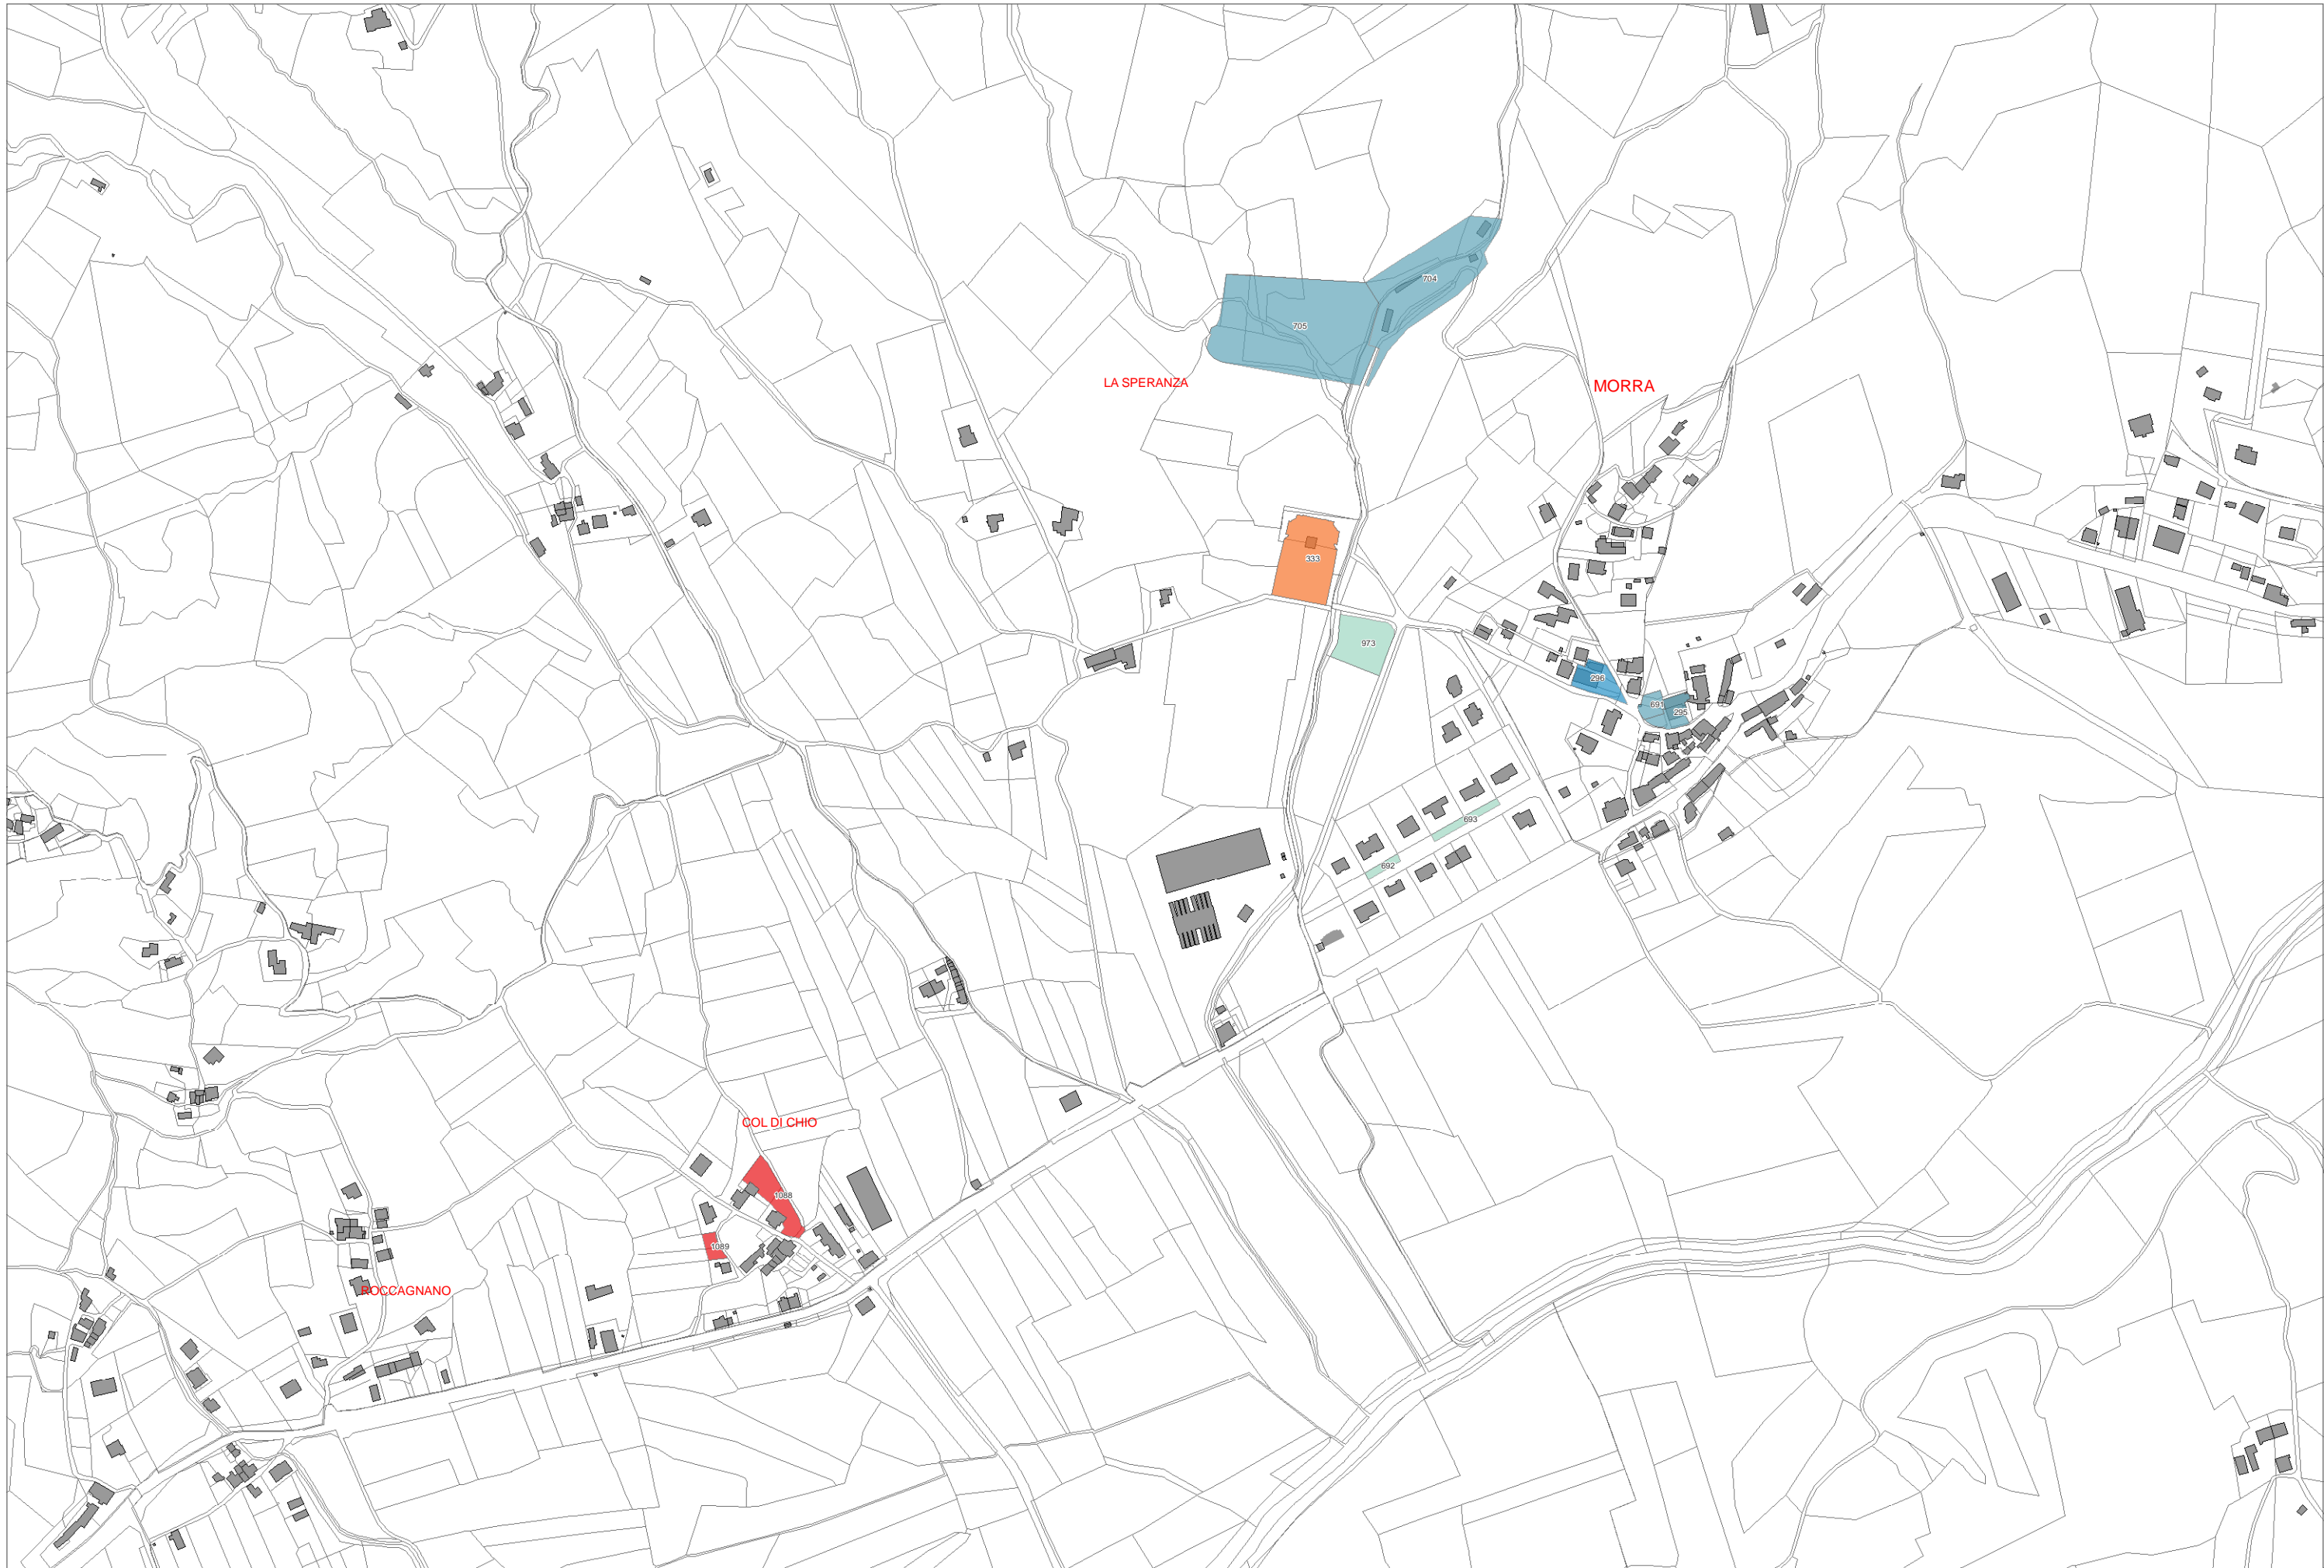 704
705
LA SPERANZA
MORRA
333
973
296
691
295
693
692
COL DI CHIO
1088
1089
ROCCAGNANO